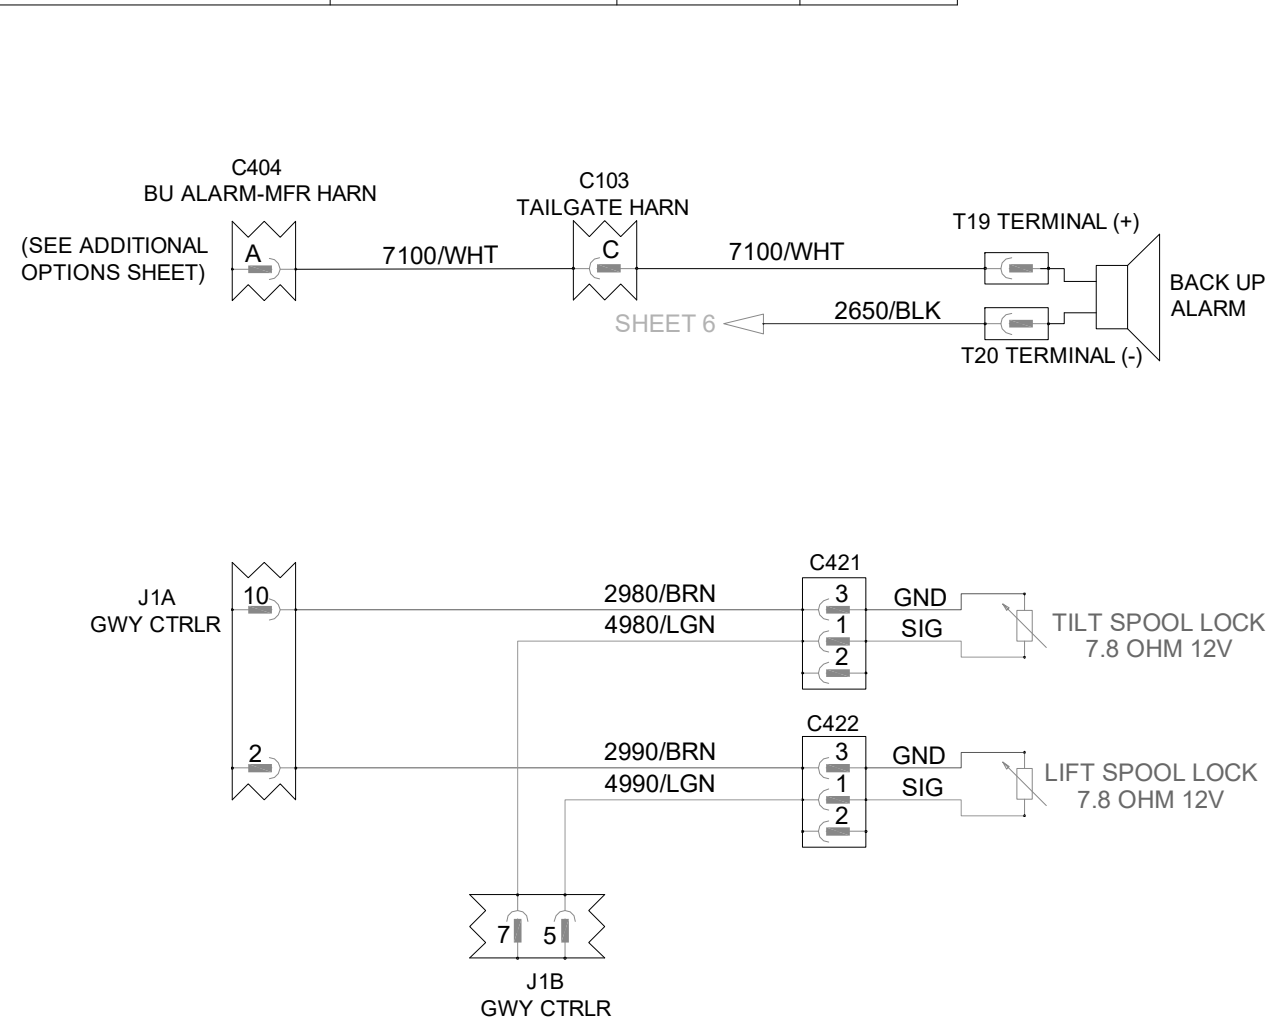 C404
BU ALARM-MFR HARN
C103
TAILGATE HARN
T19 TERMINAL (+)
(SEE ADDITIONAL
OPTIONS SHEET)
A
7100/WHT
C
7100/WHT
BACK UP
ALARM
SHEET 6
2650/BLK
T20 TERMINAL (-)
C421
J1A
GWY CTRLR
10
2980/BRN
3
GND
4980/LGN
1
SIG
2
TILT SPOOL LOCK
7.8 OHM 12V
C422
2
2990/BRN
3
GND
4990/LGN
1
SIG
2
LIFT SPOOL LOCK
7.8 OHM 12V
7
5
J1B
GWY CTRLR